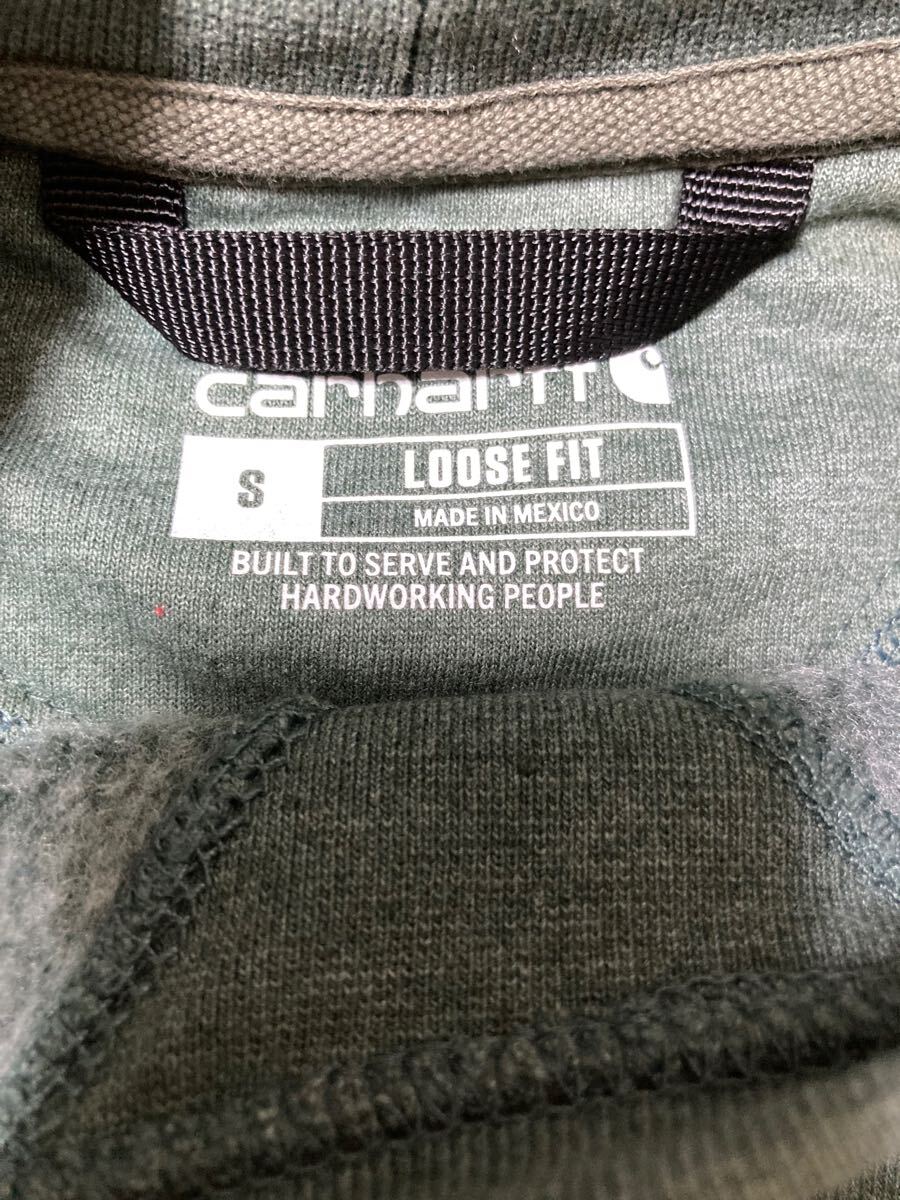 carhartt
S
LOOSE FIT
MADE IN MEXICO
BUILT TO SERVE AND PROTECT
HARDWORKING PEOPLE